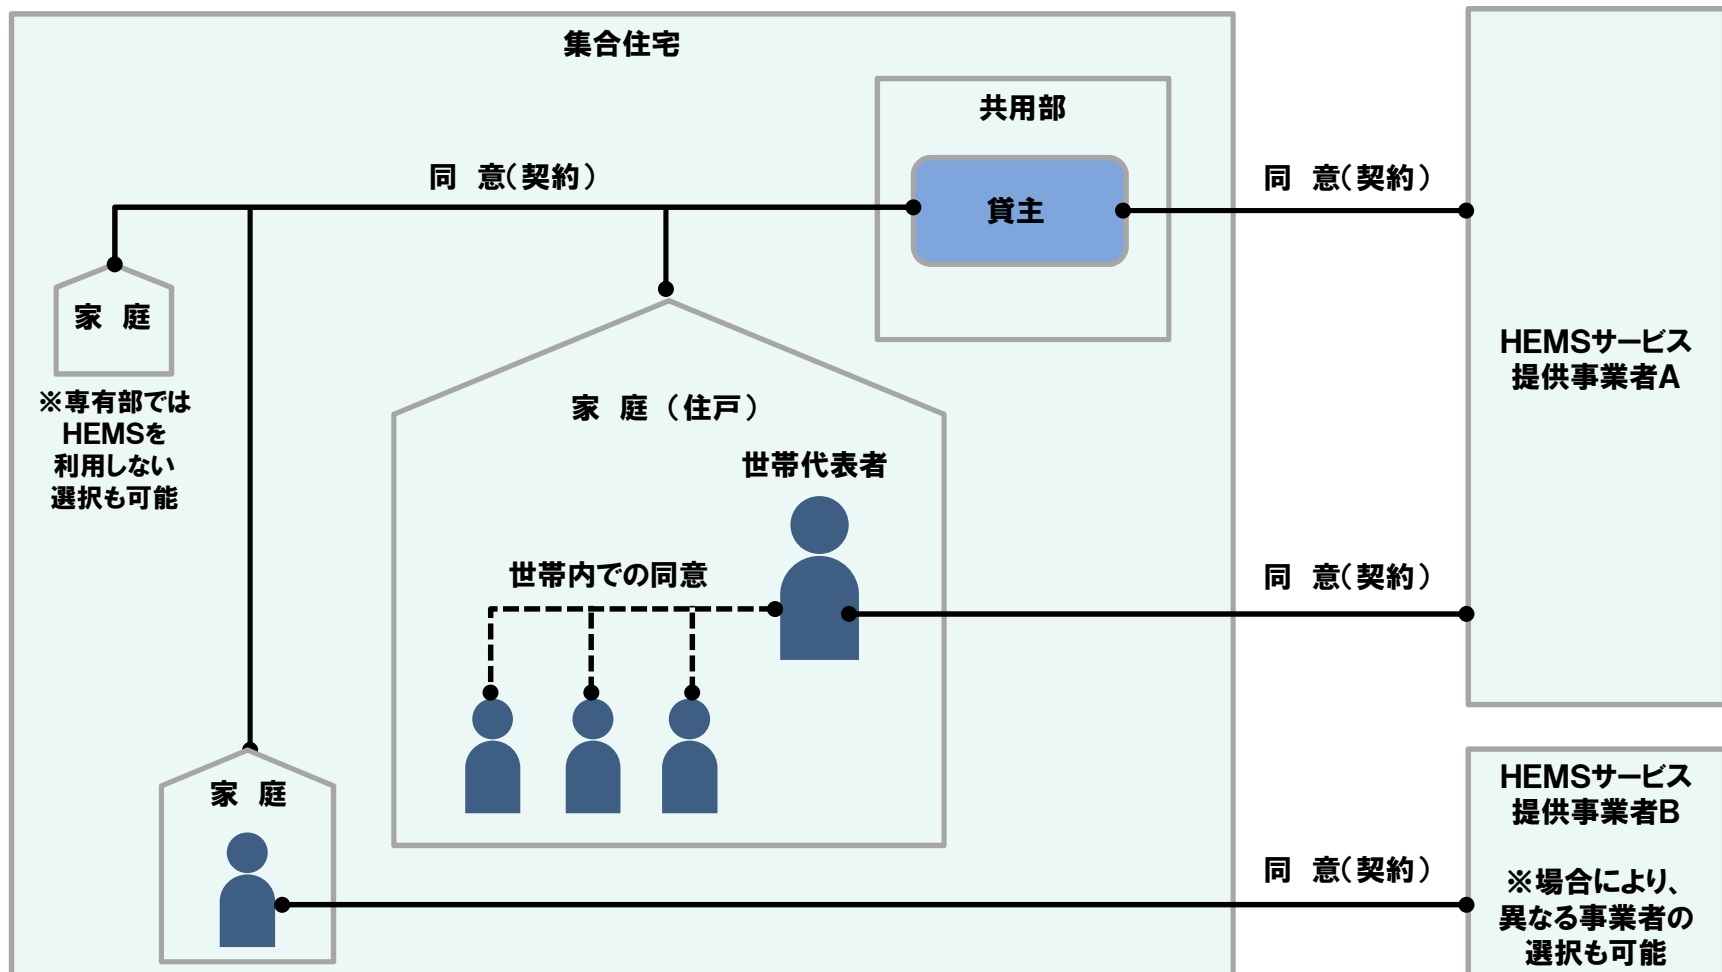 集合住宅
共用部
同 意(契約)
貸主
同 意(契約)
家 庭
※専有部では
HEMSを
利用しない
選択も可能
家 庭 (住戸)
世帯代表者
世帯内での同意
同 意(契約)
HEMSサービス
提供事業者A
家 庭
同 意(契約)
HEMSサービス
提供事業者B
※場合により、
異なる事業者の
選択も可能